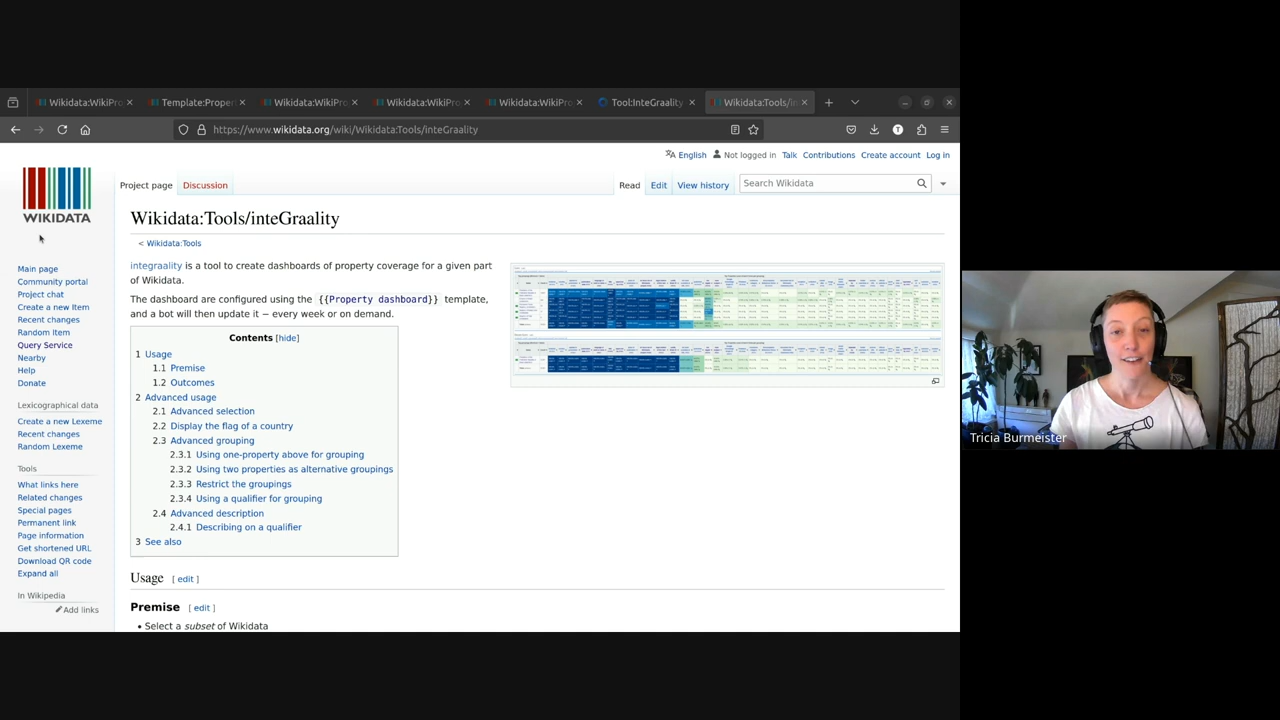 Wikidata:WikiPro
Template:Proper
Wikidata:WikiPro
Wikidata:WikiPro
Wikidata:WikiPro
Tool:InteGraality
Wikidata:Tools/in
https://www.wikidata.org/wiki/Wikidata:Tools/inteGraality
English Not logged in Talk Contributions Create account Log in
Project page Discussion Read Edit View history Search Wikidata
WIKIDATA
Main page
Community portal
Project chat
Create a new Item
Recent changes
Random Item
Query Service
Nearby
Help
Donate
Lexicographical data
Create a new Lexeme
Recent changes
Random Lexeme
Tools
What links here
Related changes
Special pages
Permanent link
Page information
Get shortened URL
Download QR code
Expand all
In Wikipedia
Add links
Wikidata:Tools/inteGraality
< Wikidata:Tools
integraality is a tool to create dashboards of property coverage for a given part
of Wikidata.
The dashboard are configured using the {{Property dashboard}} template,
and a bot will then update it — every week or on demand.
Contents [hide]
1 Usage
1.1 Premise
1.2 Outcomes
2 Advanced usage
2.1 Advanced selection
2.2 Display the flag of a country
2.3 Advanced grouping
2.3.1 Using one-property above for grouping
2.3.2 Using two properties as alternative groupings
2.3.3 Restrict the groupings
2.3.4 Using a qualifier for grouping
2.4 Advanced description
2.4.1 Describing on a qualifier
3 See also
Usage [ edit ]
Premise [ edit ]
• Select a subset of Wikidata
Tricia Burmeister